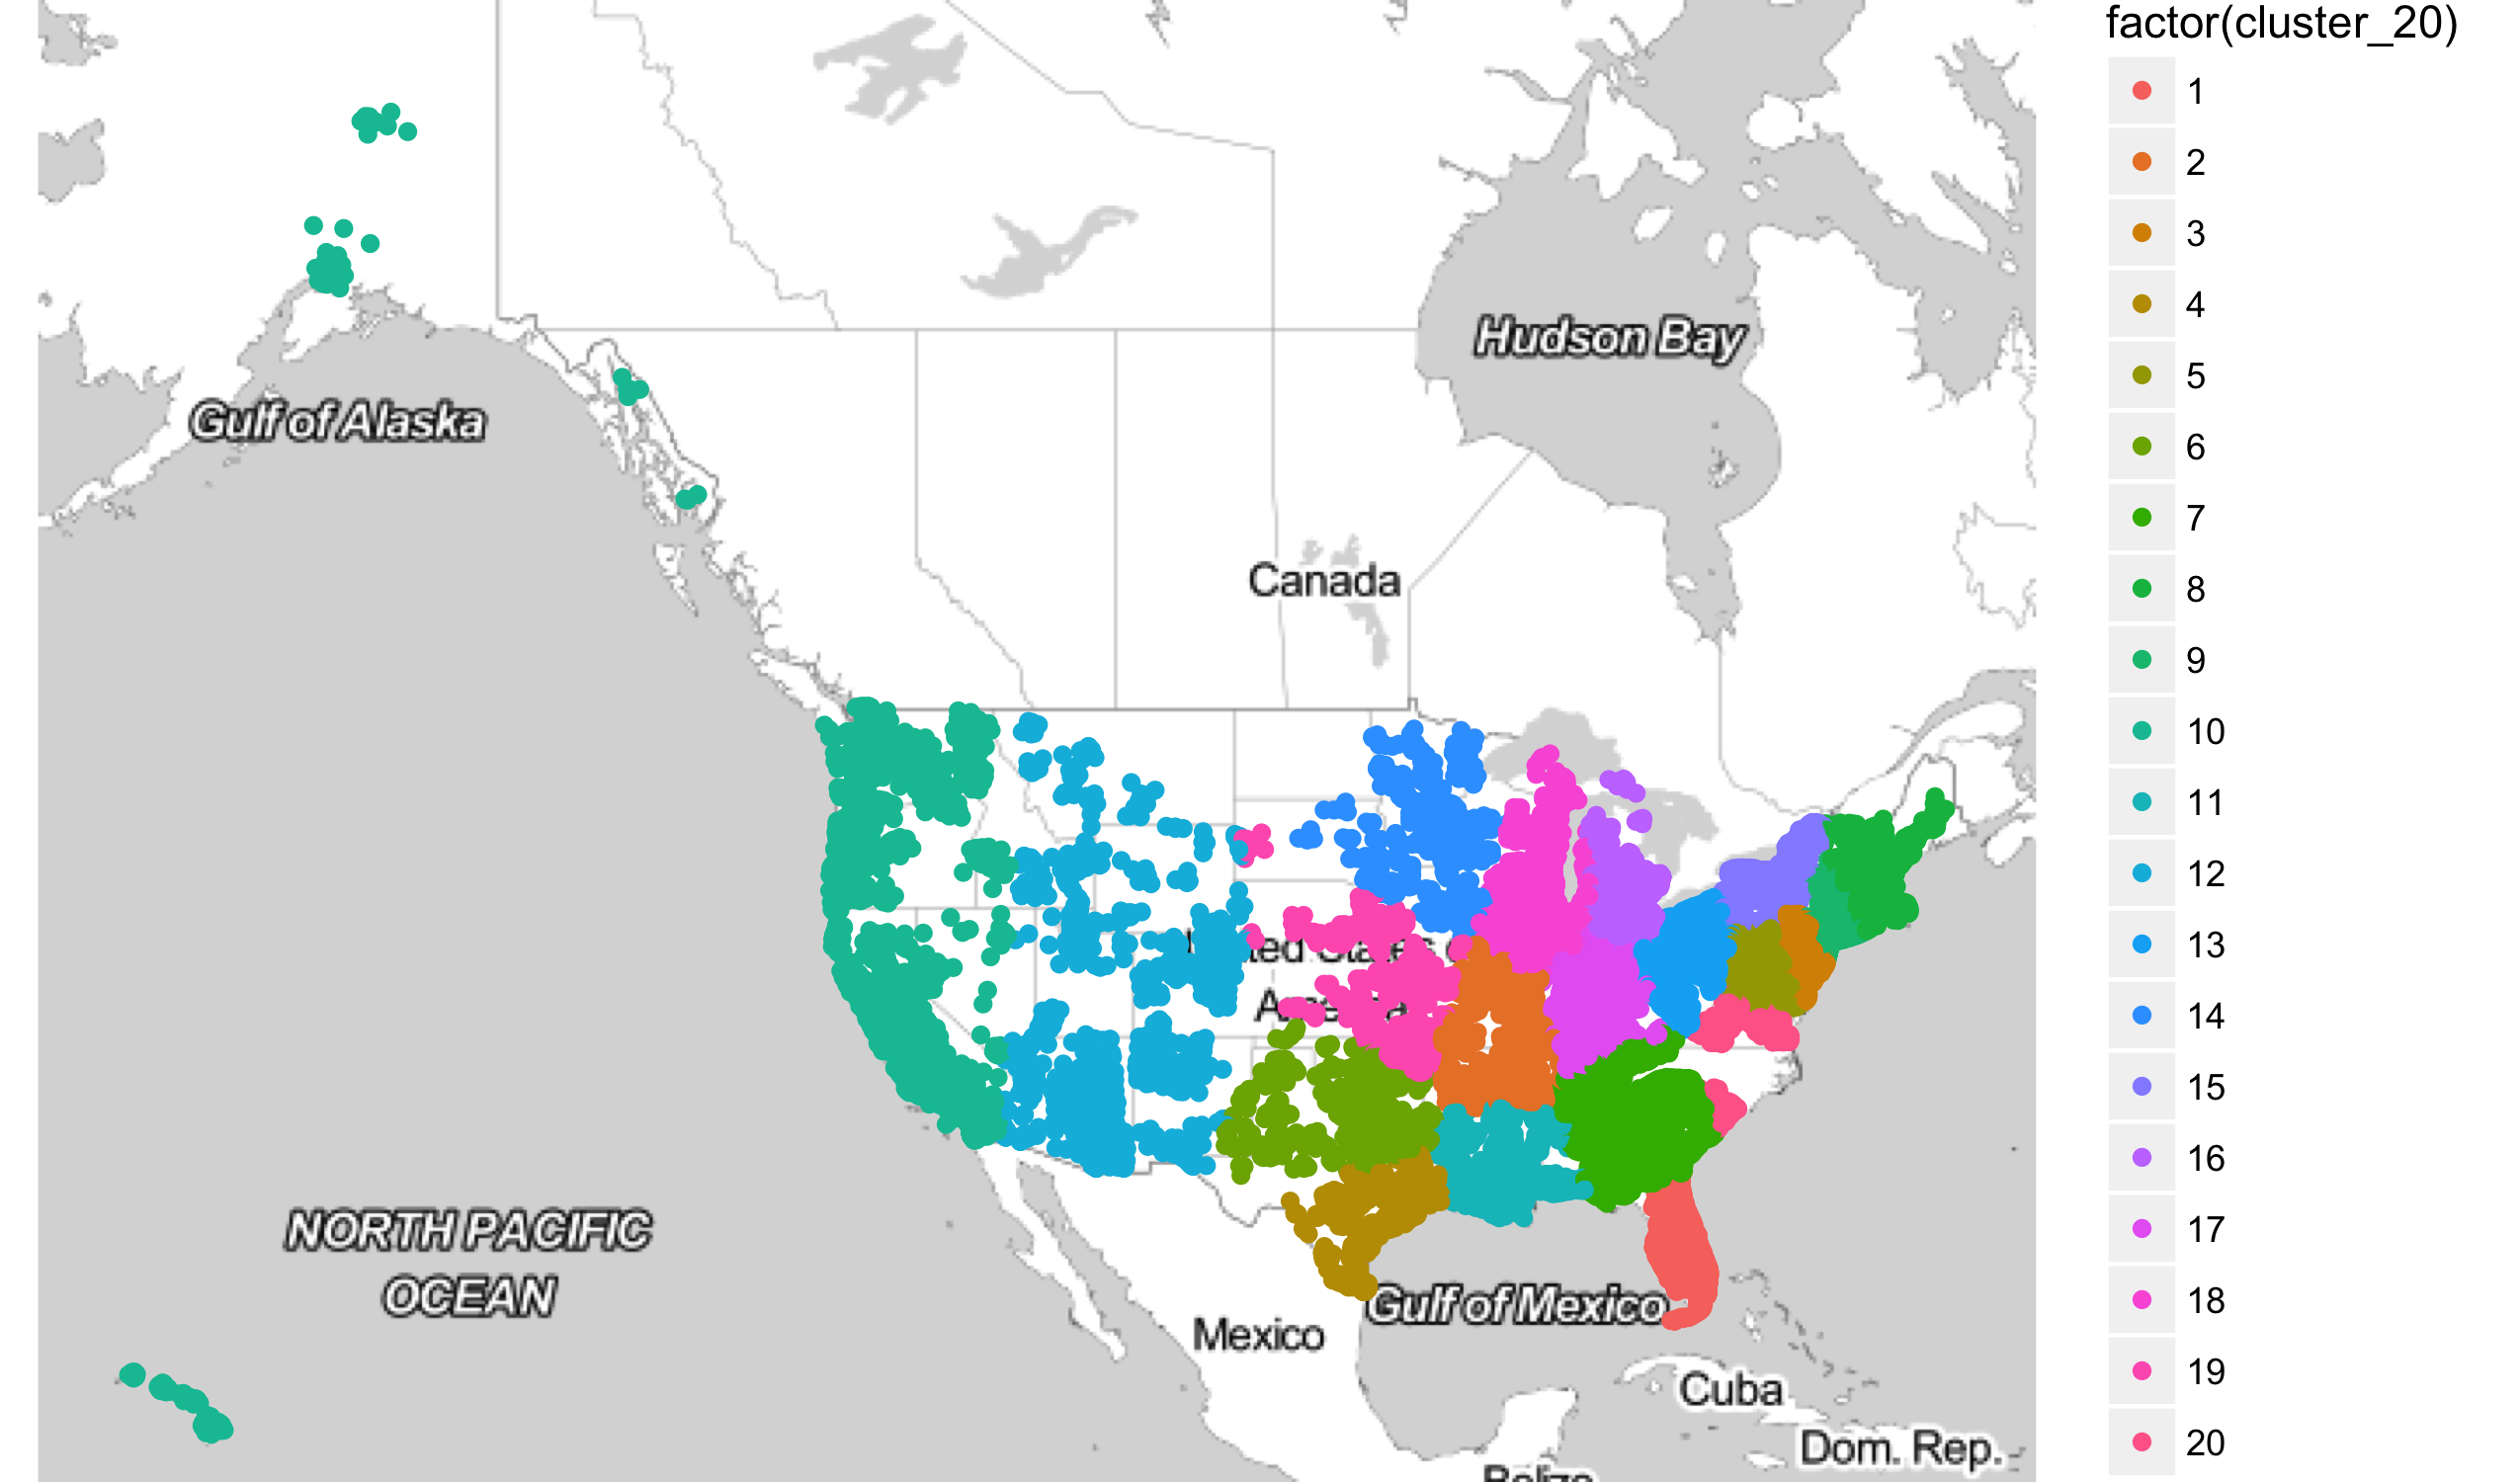 factor(cluster_20)
1
2
3
4
5
6
7
8
9
10
11
12
13
14
15
16
17
18
19
20
Hudson Bay
Gulf of Alaska
Canada
ted States
NORTH PACIFIC
OCEAN
Gulf of Mexico
Mexico
Cuba
Dom. Rep.